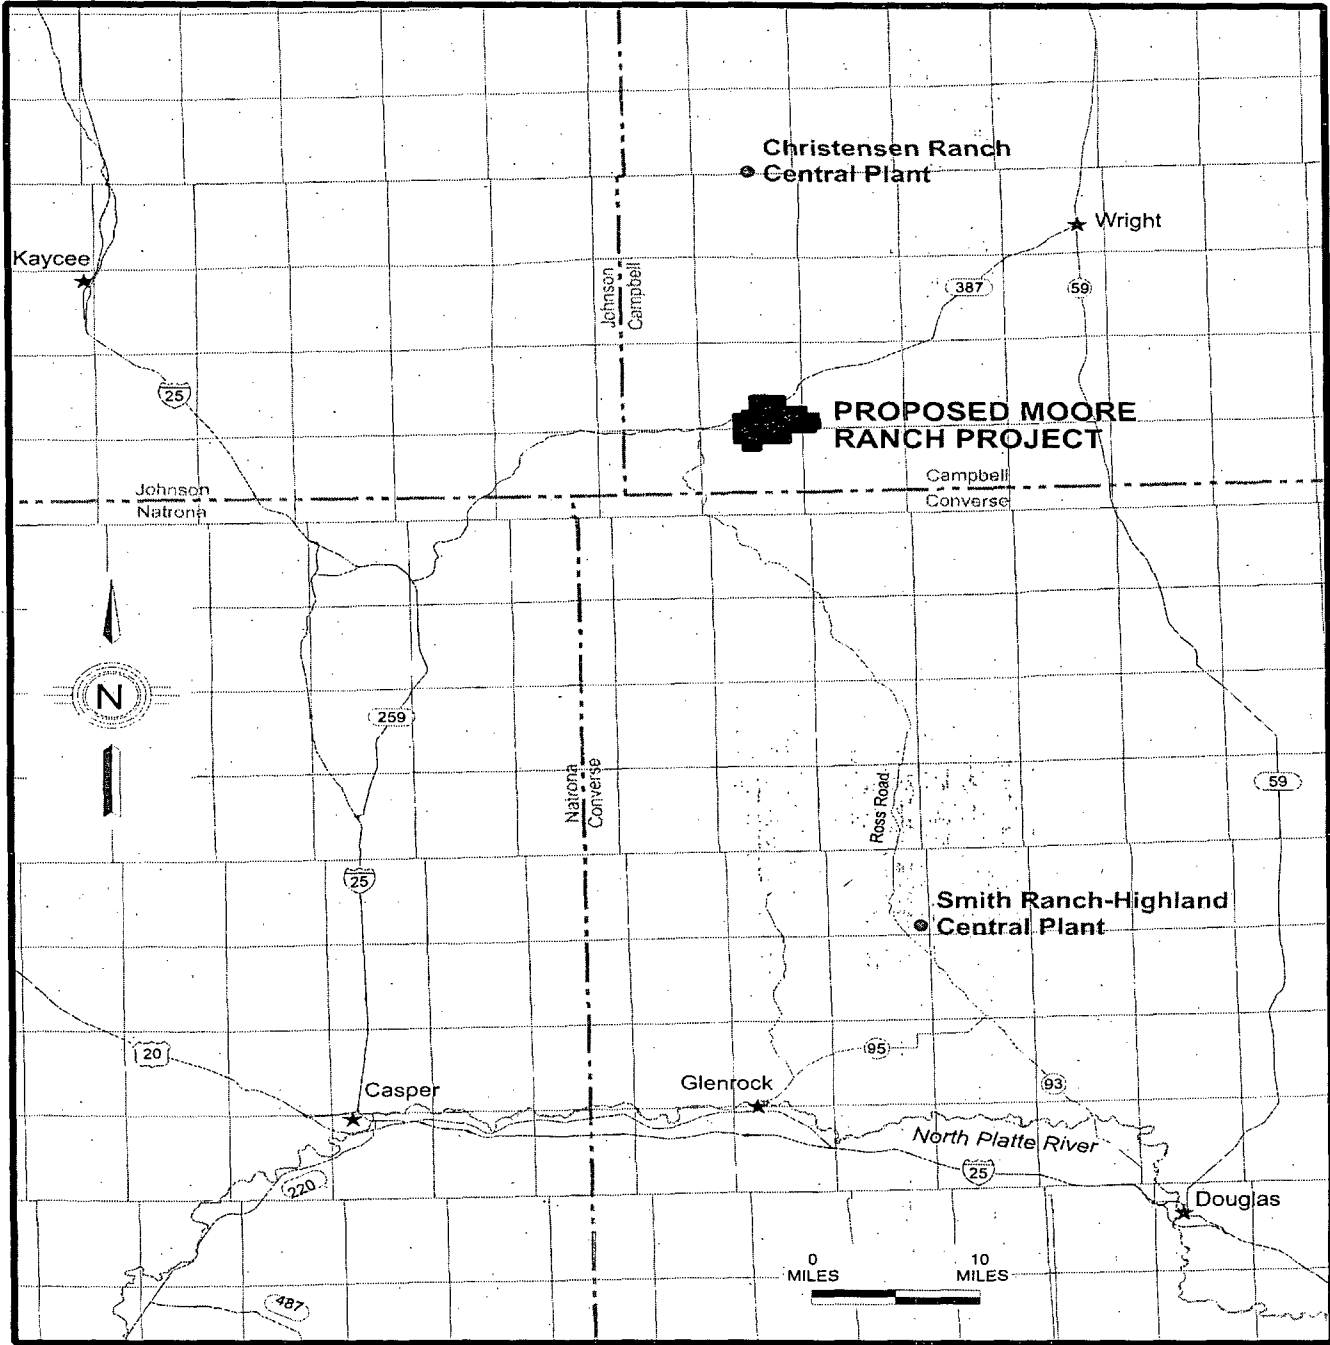 Christensen Ranch
Central Plant
Wright
Kaycee
387
59
Johnson
Campbell
25
PROPOSED MOORE
RANCH PROJECT
Johnson
Natrona
Campbell
Converse
N
259
Natrona
Converse
Ross Road
59
25
Smith Ranch-Highland
Central Plant
20
95
Casper
Glenrock
93
North Platte River
25
220
Douglas
0
MILES
10
MILES
487